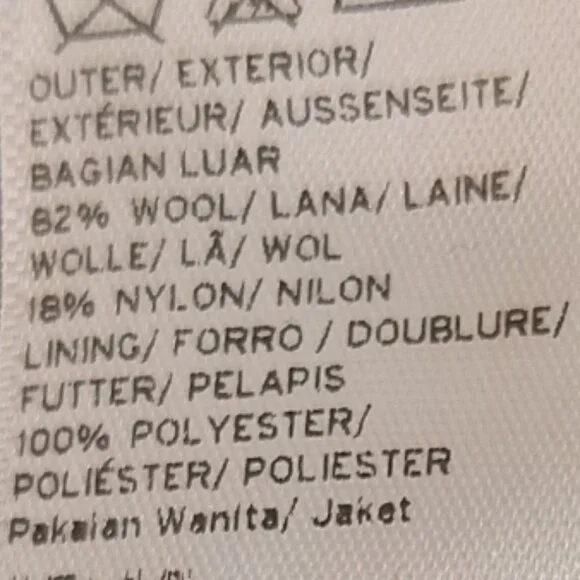 OUTER/ EXTERIOR/
EXTÉRIEUR/ AUSSENSEITE/
BAGIAN LUAR
82% WOOL/ LANA/ LAINE/
WOLLE/ LÃ/ WOL
18% NYLON/ NILON
LINING/ FORRO / DOUBLURE/
FUTTER/ PELAPIS
100% POLYESTER/
POLIÉSTER/ POLIESTER
Pakaian Wanita/ Jaket